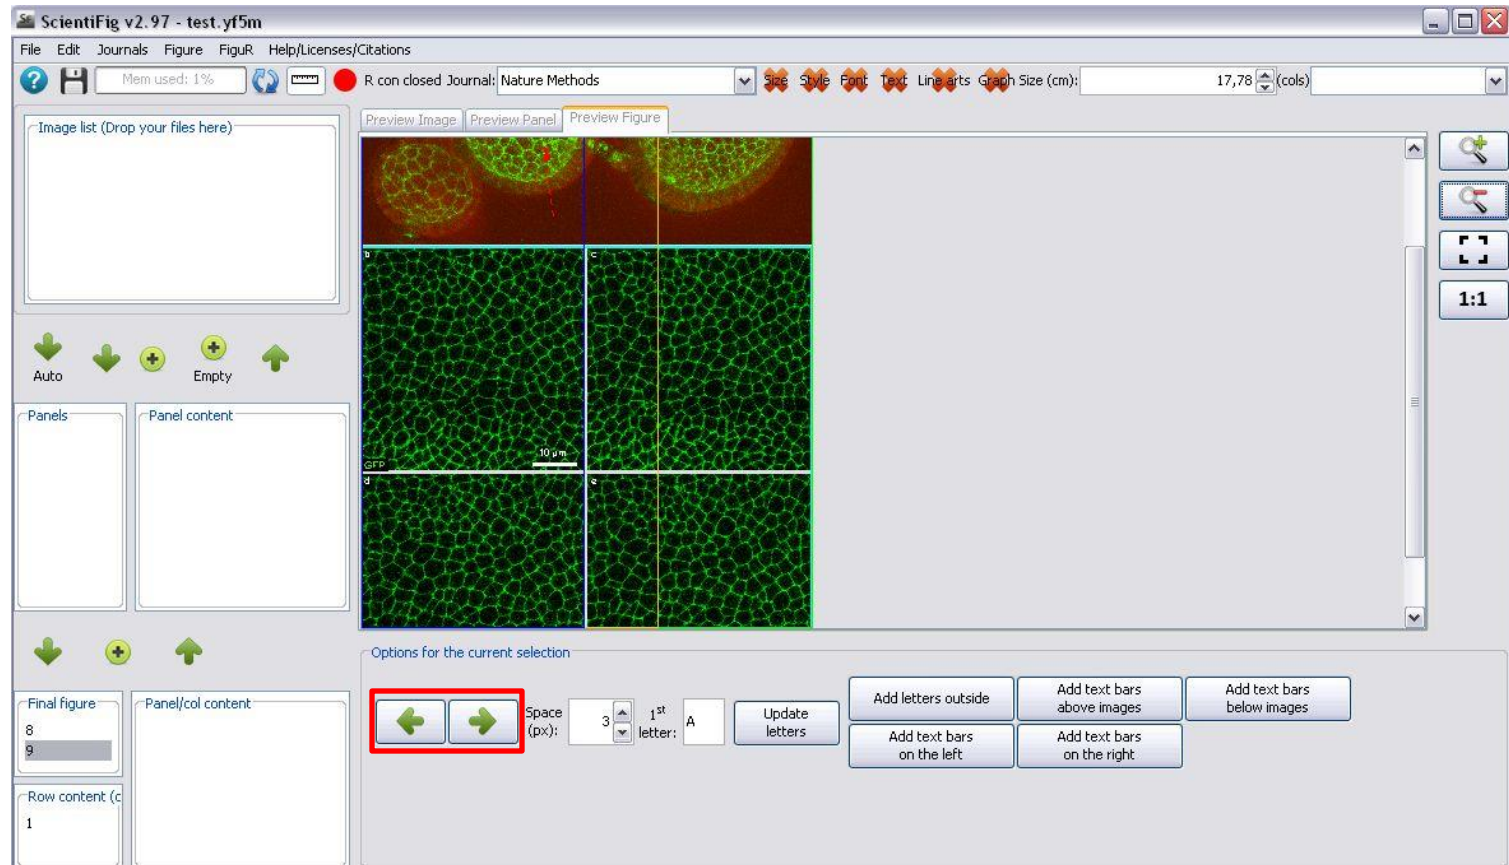 ScientiFig v2.97 - test.yf5m
File Edit Journals Figure FiguR Help/Licenses/Citations
Mem used: 1% R con closed Journal: Nature Methods Size Style Font Text Line arts Graph Size (cm): 17,78 (cols)
Image list (Drop your files here)
Preview Image Preview Panel Preview Figure
1:1
b c
10 µm
GFP
d e
Auto Empty
Panels Panel content
Options for the current selection
Final figure Panel/col content
8
9
Row content (c
1
Space (px): 3 1st letter: A
Update
letters
Add letters outside
Add text bars
above images
Add text bars
below images
Add text bars
on the left
Add text bars
on the right